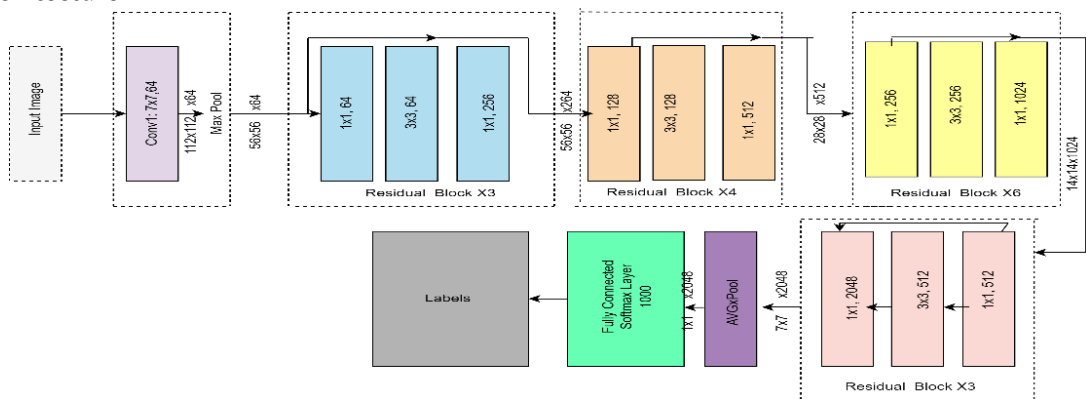 Input Image
Conv1: 7x7,64
112x112 x64
Max Pool
56x56 x64
1x1, 64
3x3, 64
1x1, 256
Residual Block X3
56x56 x264
1x1, 128
3x3, 128
1x1, 512
Residual Block X4
28x28 x512
1x1, 256
3x3, 256
1x1, 1024
Residual Block X6
14x14x1024
1x1, 512
3x3, 512
1x1, 2048
Residual Block X3
7x7 x2048
AVGxPool
1x1 x2048
Fully Connected
Softmax Layer
1000
Labels